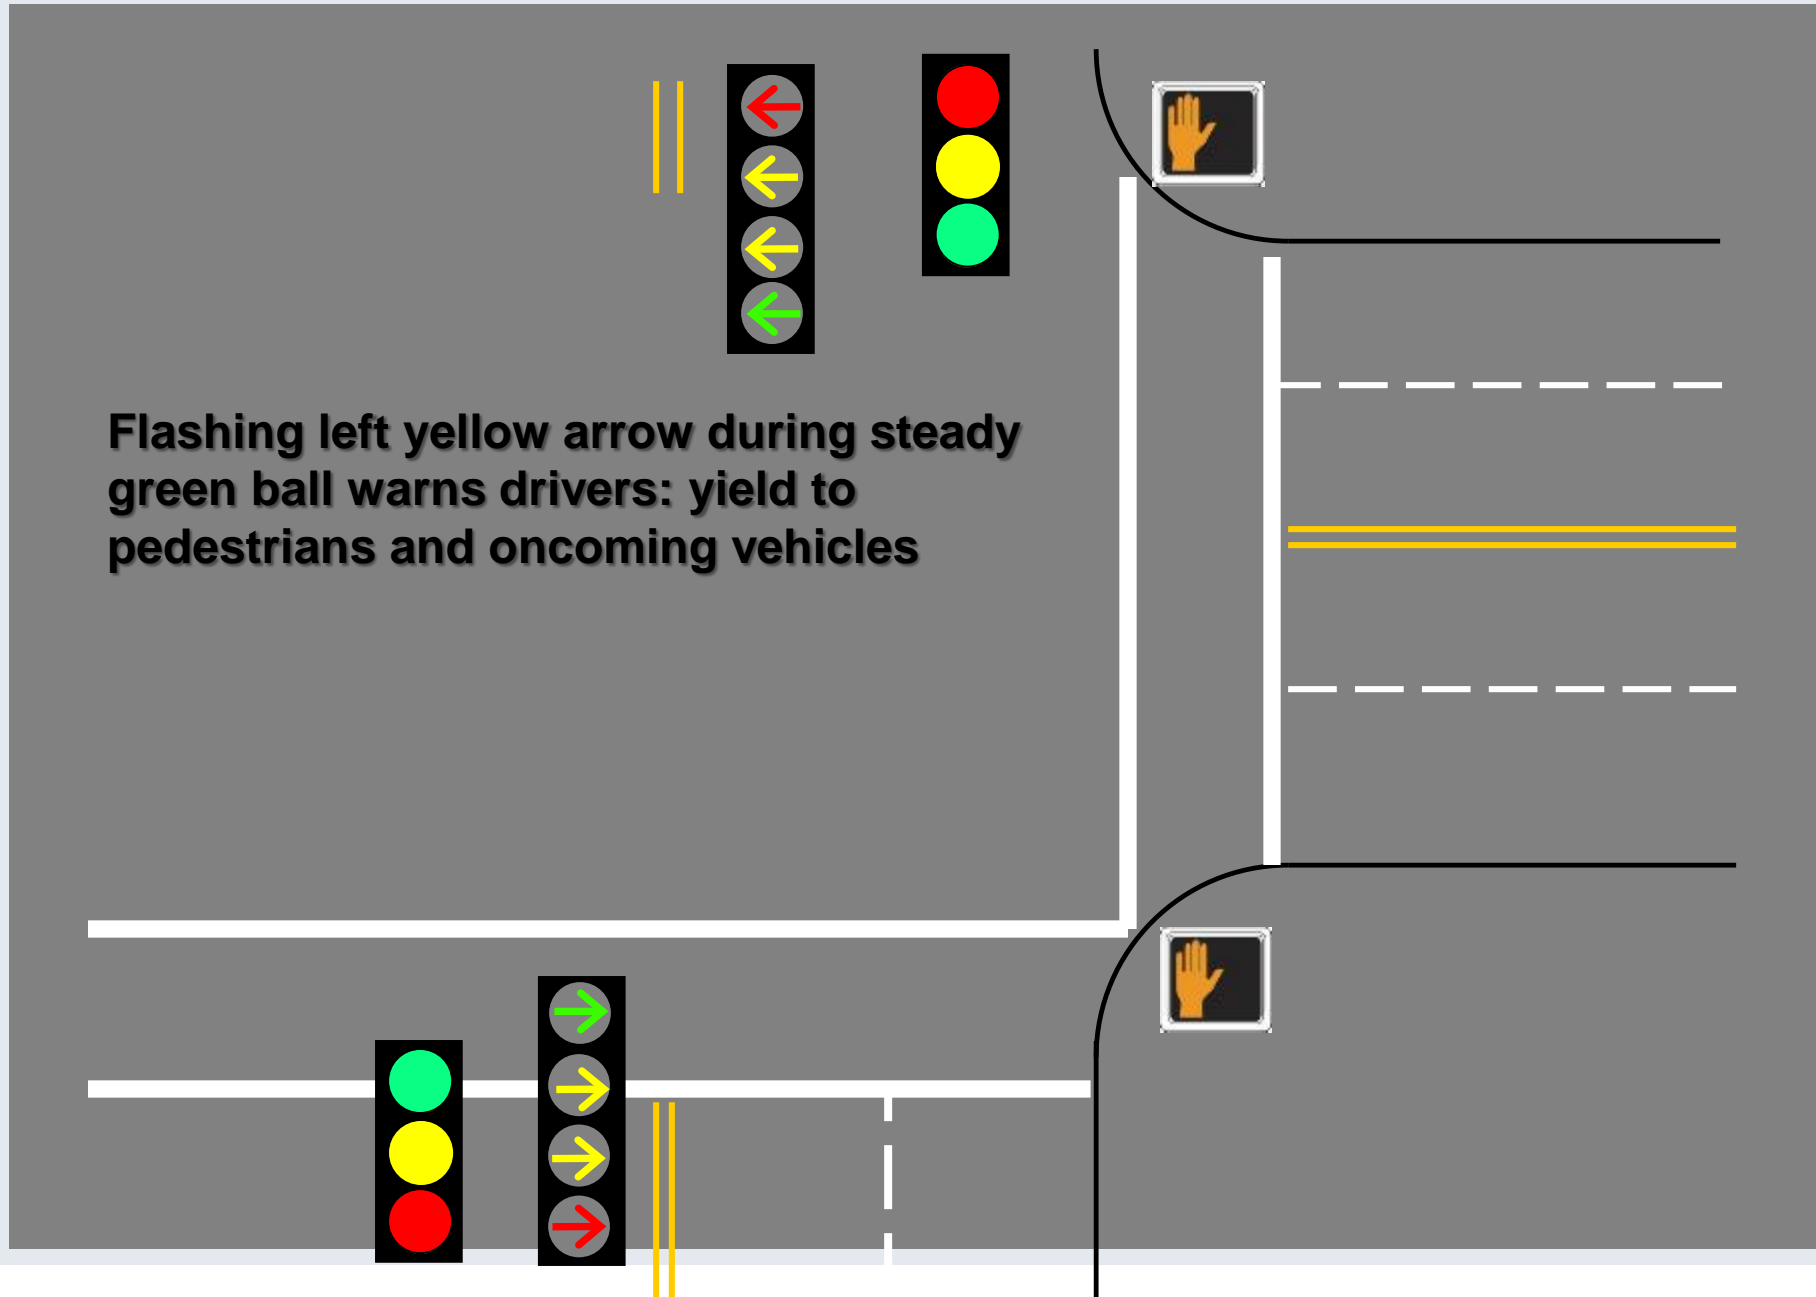 Flashing left yellow arrow during steady
green ball warns drivers: yield to
pedestrians and oncoming vehicles